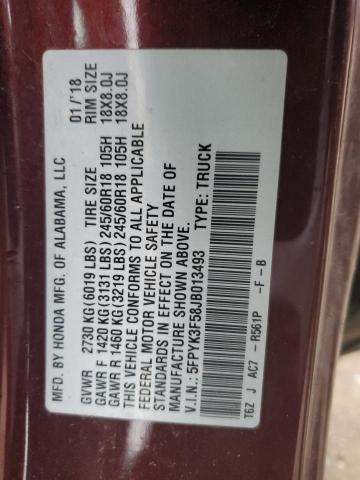 MFD. BY HONDA MFG. OF ALABAMA, LLC 01/'18
GVWR 2730 KG (6019 LBS) TIRE SIZE RIM SIZE
GAWR F 1420 KG (3131 LBS) 245/60R18 105H 18X8.0J
GAWR R 1460 KG (3219 LBS) 245/60R18 105H 18X8.0J
THIS VEHICLE CONFORMS TO ALL APPLICABLE
FEDERAL MOTOR VEHICLE SAFETY
STANDARDS IN EFFECT ON THE DATE OF
MANUFACTURE SHOWN ABOVE.
V.I.N.: 5FPYK3F58JB013493 TYPE: TRUCK
T6Z J AC7 -R561P -F -B